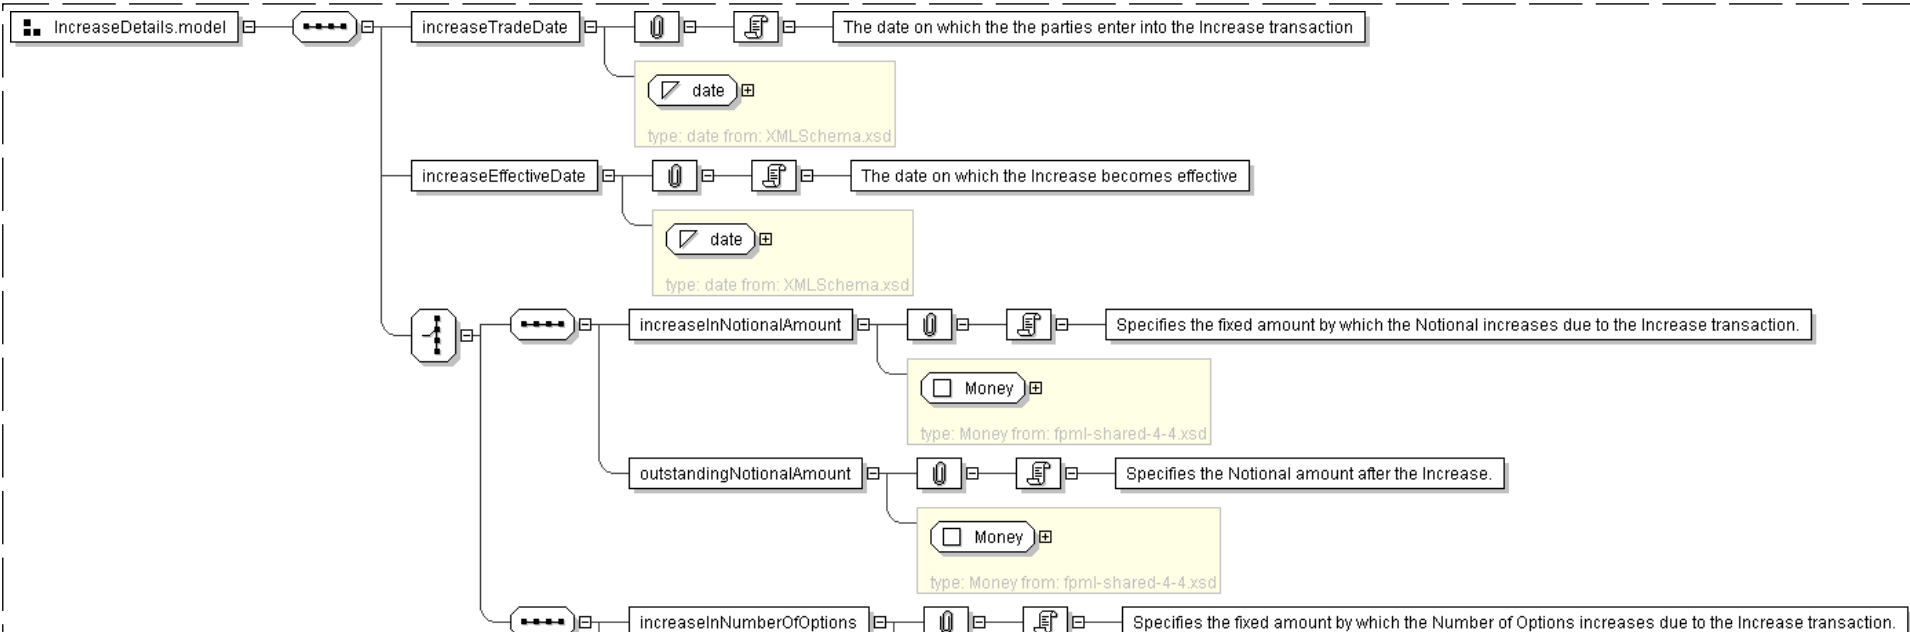 IncreaseDetails.model
increaseTradeDate
The date on which the the parties enter into the Increase transaction
date
type: date from: XMLSchema.xsd
increaseEffectiveDate
The date on which the Increase becomes effective
date
type: date from: XMLSchema.xsd
increaseInNotionalAmount
Specifies the fixed amount by which the Notional increases due to the Increase transaction.
Money
type: Money from: fpml-shared-4-4.xsd
outstandingNotionalAmount
Specifies the Notional amount after the Increase.
Money
type: Money from: fpml-shared-4-4.xsd
increaseInNumberOfOptions
Specifies the fixed amount by which the Number of Options increases due to the Increase transaction.